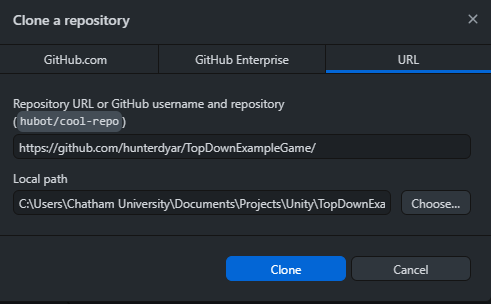 Clone a repository
GitHub.com
GitHub Enterprise
URL
Repository URL or GitHub username and repository
(hubot/cool-repo)
https://github.com/hunterdyar/TopDownExampleGame/
Local path
C:\Users\Chatham University\Documents\Projects\Unity\TopDownExa
Choose...
Clone
Cancel